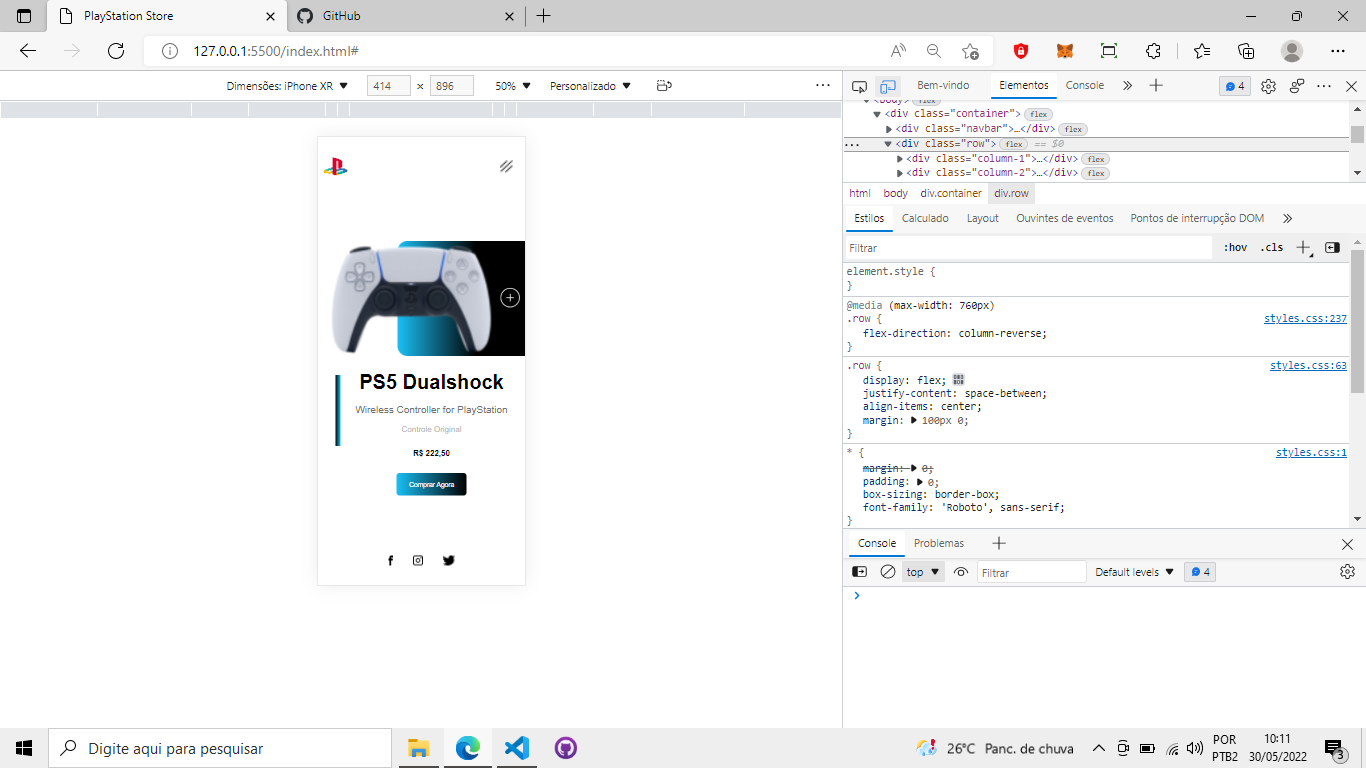 PlayStation Store
GitHub
127.0.0.1:5500/index.html#
Dimensões: iPhone XR ▼ 414 × 896 50% ▼ Personalizado ▼
PS5 Dualshock
Wireless Controller for PlayStation
Controle Original
R$ 222,50
Comprar Agora
Bem-vindo Elementos Console 4
<body> flex
<div class="container"> flex
<div class="navbar">…</div> flex
<div class="row"> flex == $0
<div class="column-1">…</div> flex
<div class="column-2">…</div> flex
html body div.container div.row
Estilos Calculado Layout Ouvintes de eventos Pontos de interrupção DOM
Filtrar :hov .cls
element.style {
}
@media (max-width: 760px)
.row { styles.css:237
flex-direction: column-reverse;
}
.row { styles.css:63
display: flex;
justify-content: space-between;
align-items: center;
margin: 100px 0;
}
* { styles.css:1
margin: 0;
padding: 0;
box-sizing: border-box;
font-family: 'Roboto', sans-serif;
}
Console Problemas
top ▼ Filtrar Default levels ▼ 4
Digite aqui para pesquisar
26°C Panc. de chuva
POR
PTB2
10:11
30/05/2022
3